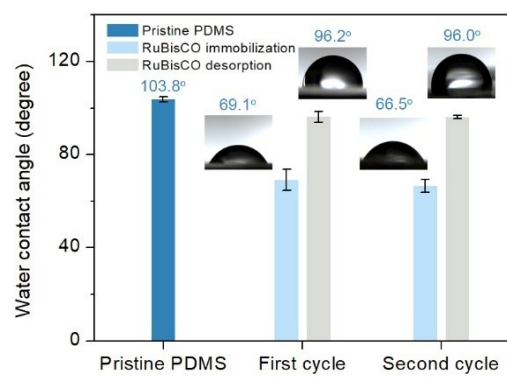 Water contact angle (degree)
120
80
40
0
Pristine PDMS
RuBisCO immobilization
RuBisCO desorption
103.8°
69.1°
96.2°
66.5°
96.0°
Pristine PDMS
First cycle
Second cycle